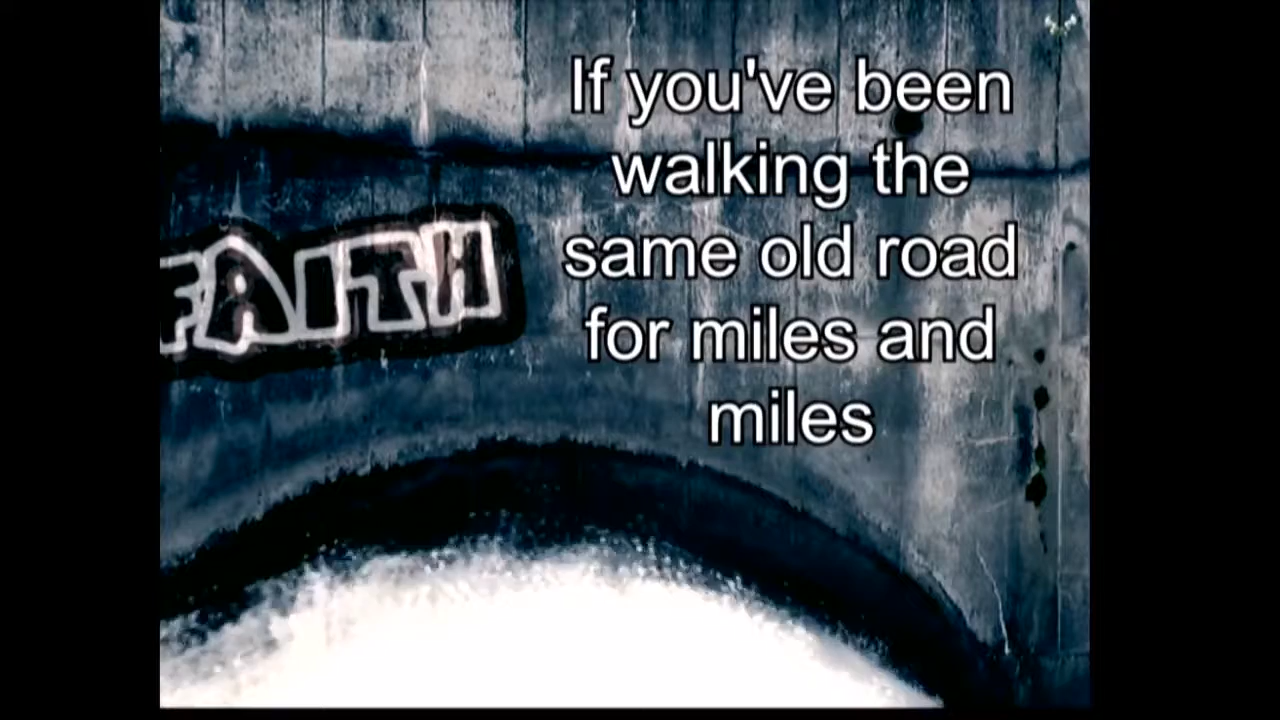 FAITH
If you've been
walking the
same old road
for miles and
miles